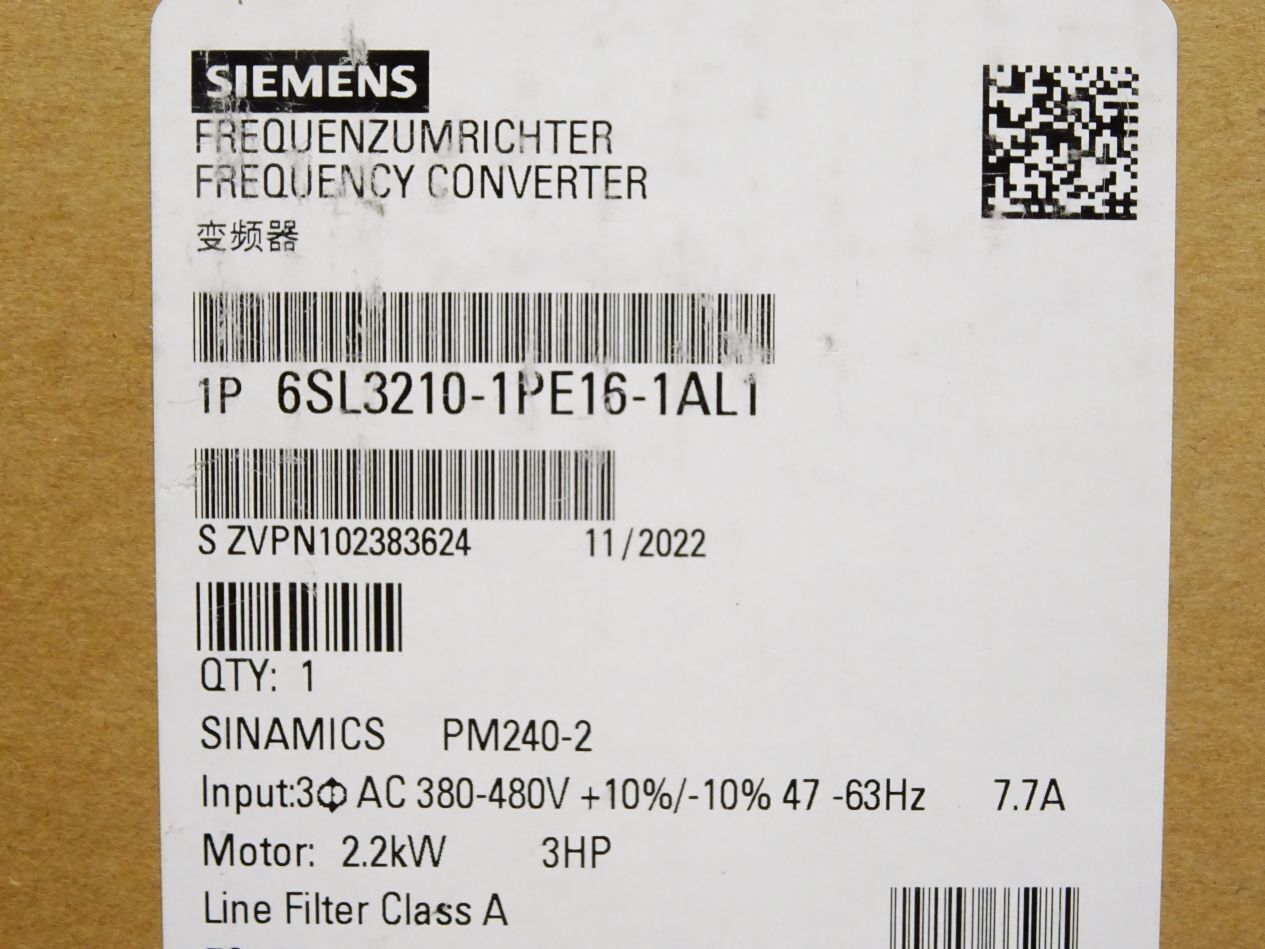 SIEMENS
FREQUENZUMRICHTER
FREQUENCY CONVERTER
变频器
1P 6SL3210-1PE16-1AL1
S ZVPN102383624 11/2022
QTY: 1
SINAMICS PM240-2
Input:3Φ AC 380-480V +10%/-10% 47 -63Hz 7.7A
Motor: 2.2kW 3HP
Line Filter Class A